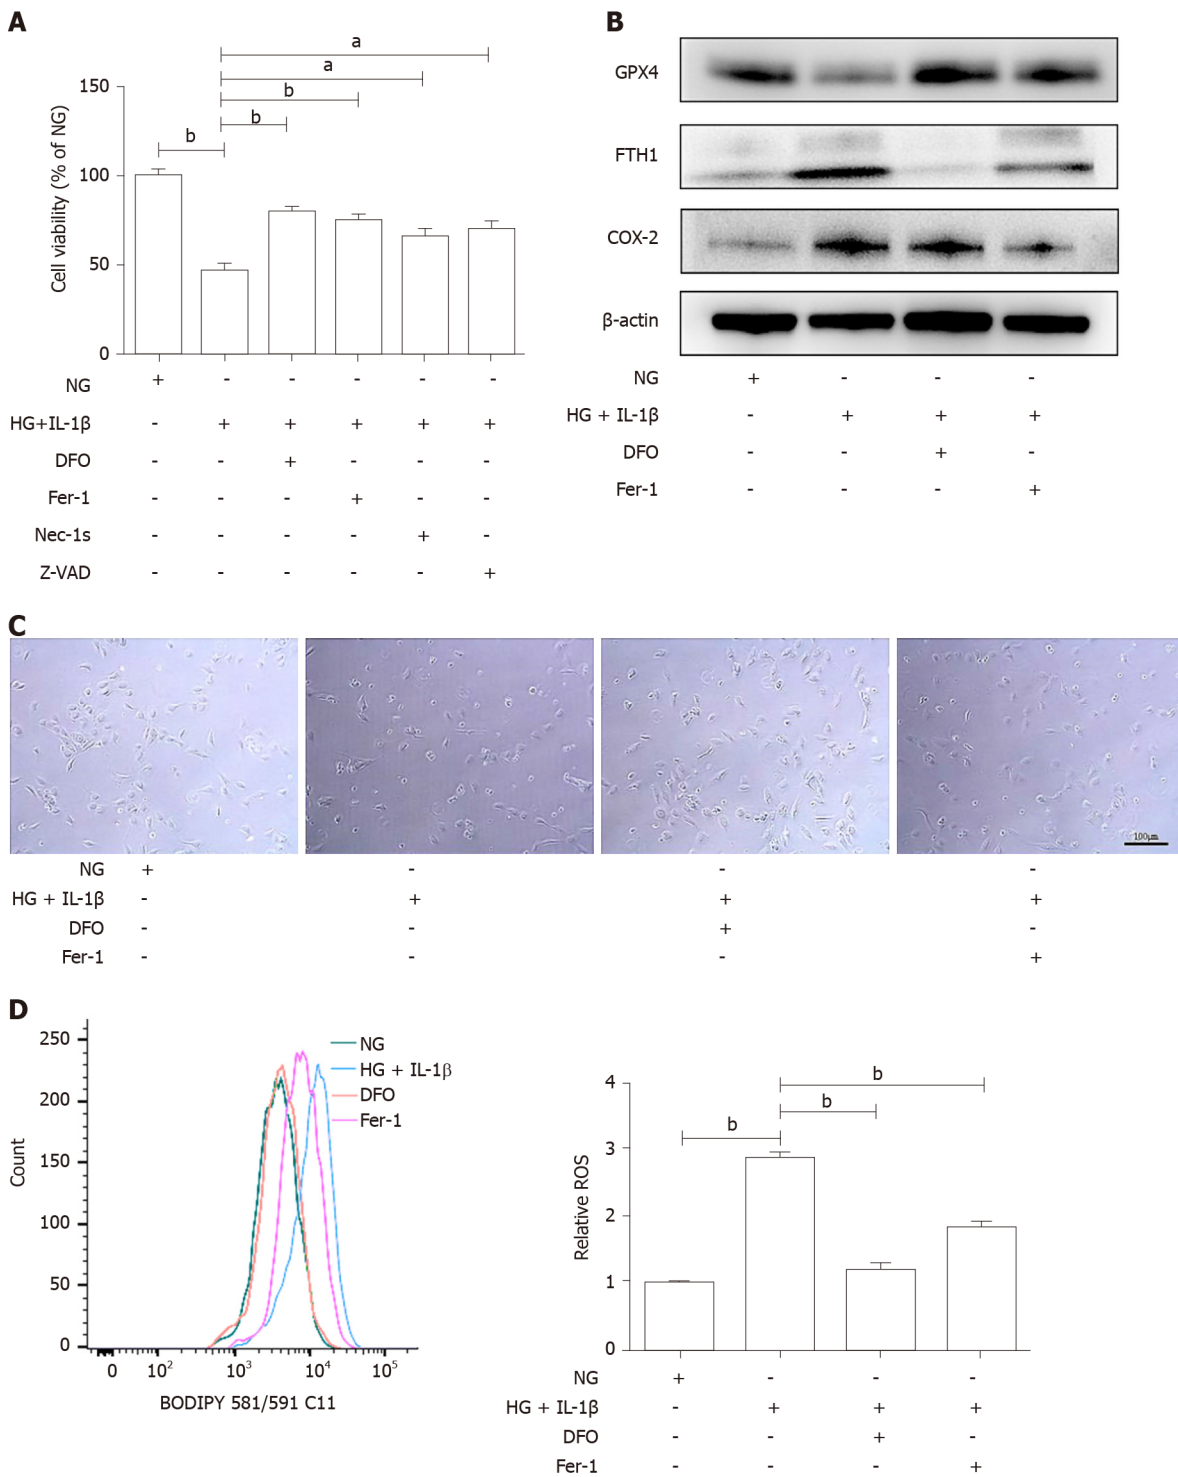 A
a
a
b
b
b
150
100
50
0
Cell viability (% of NG)
NG + - - - - -
HG+IL-1β - + + + + +
DFO - - + - - -
Fer-1 - - - + - -
Nec-1s - - - - + -
Z-VAD - - - - - +
B
GPX4
FTH1
COX-2
β-actin
NG + - - -
HG + IL-1β - + + +
DFO - - + -
Fer-1 - - - +
C
100μm
NG + - - -
HG + IL-1β - + + +
DFO - - + -
Fer-1 - - - +
D
250
200
150
100
50
0
Count
NG
HG + IL-1β
DFO
Fer-1
0 10² 10³ 10⁴ 10⁵
BODIPY 581/591 C11
b
b
b
4
3
2
1
0
Relative ROS
NG + - - -
HG + IL-1β - + + +
DFO - - + -
Fer-1 - - - +